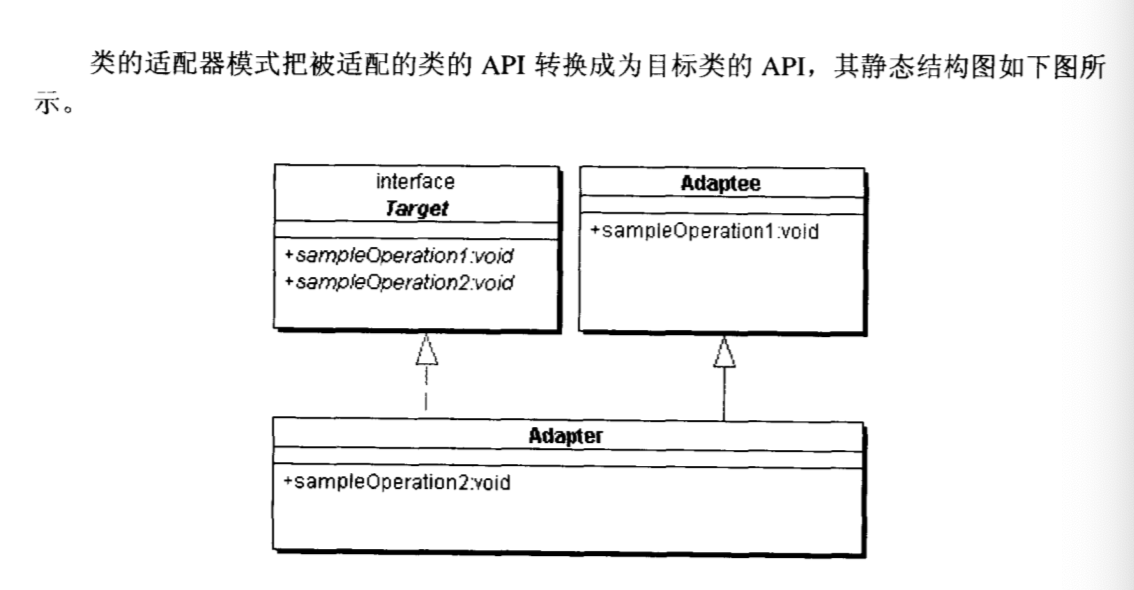 类的适配器模式把被适配的类的 API 转换成为目标类的 API，其静态结构图如下图所
示。
interface
Target
+sampleOperation1:void
+sampleOperation2:void
Adaptee
+sampleOperation1:void
Adapter
+sampleOperation2:void